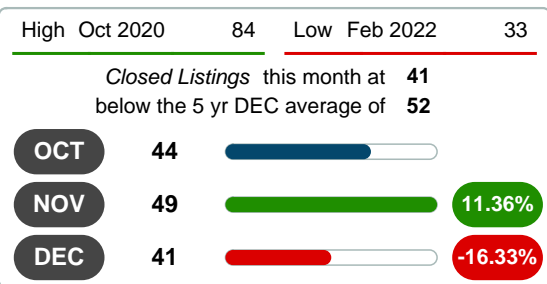 High Oct 2020 84 Low Feb 2022 33
Closed Listings this month at 41
below the 5 yr DEC average of 52
OCT 44
NOV 49 11.36%
DEC 41 -16.33%